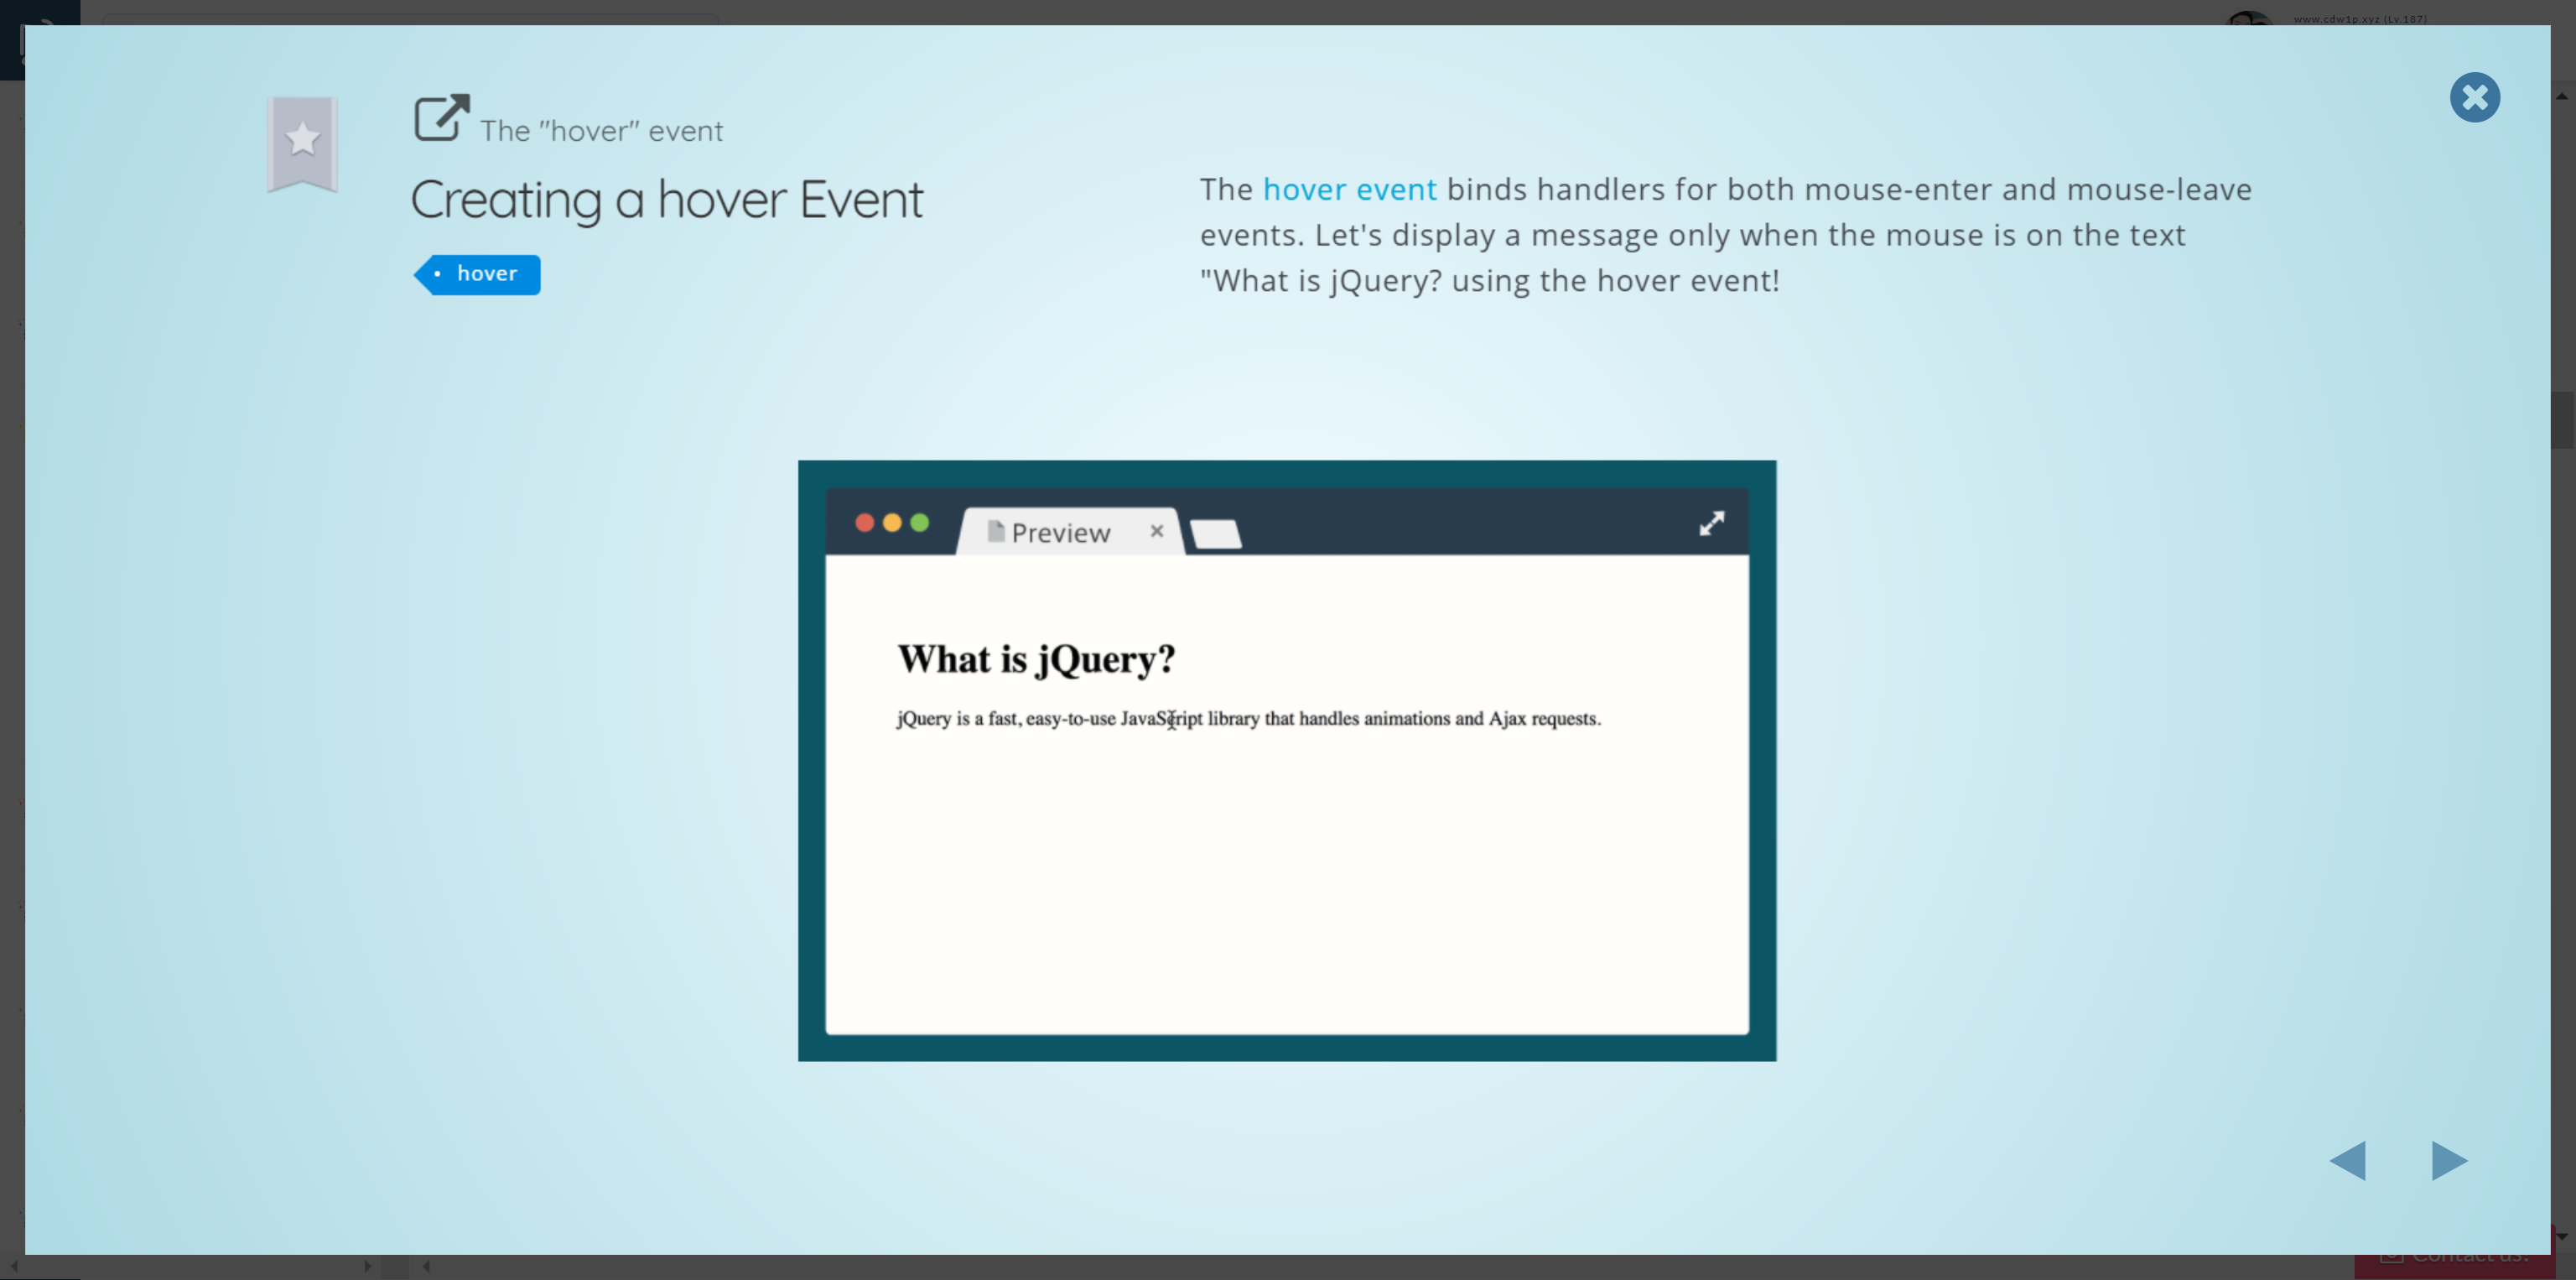 www.cdw1p.xyz (Lv.187)
The "hover" event
Creating a hover Event
• hover
The hover event binds handlers for both mouse-enter and mouse-leave
events. Let's display a message only when the mouse is on the text
"What is jQuery? using the hover event!
Preview
What is jQuery?
jQuery is a fast, easy-to-use JavaScript library that handles animations and Ajax requests.
Contact us!